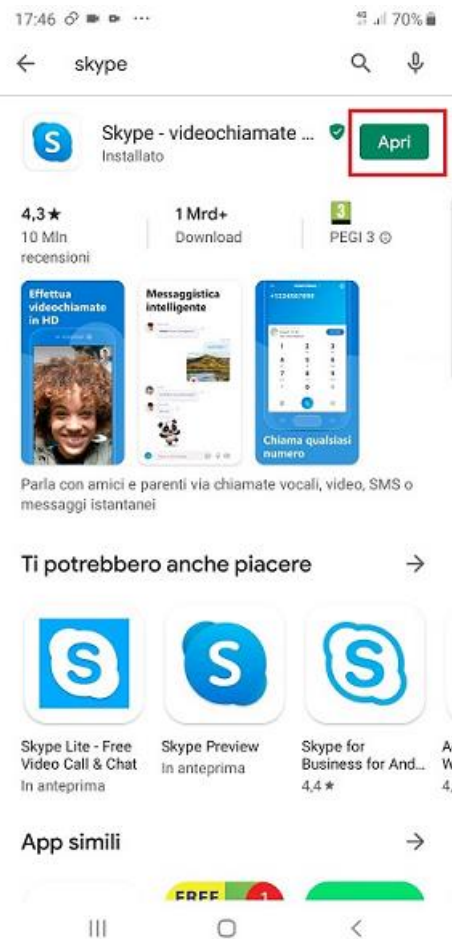 17:46
70%
skype
Skype - videochiamate ...
Installato
Apri
4,3★
10 Mln
recensioni
1 Mrd+
Download
3
PEGI 3
Effettua
videochiamate
in HD
Messaggistica
intelligente
+1234567890
Chiama qualsiasi
numero
Parla con amici e parenti via chiamate vocali, video, SMS o
messaggi istantanei
Ti potrebbero anche piacere
Skype Lite - Free
Video Call & Chat
In anteprima
Skype Preview
In anteprima
Skype for
Business for And...
4,4★
App simili
FREE
1